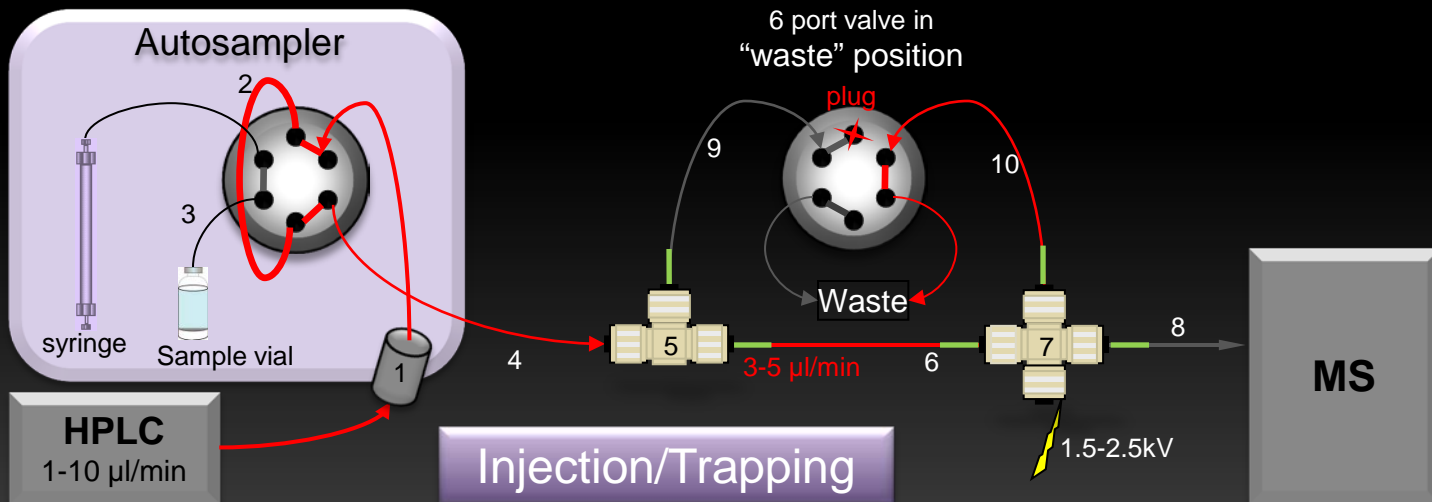 Autosampler
2
3
syringe
Sample vial
1
HPLC
1-10 µl/min
4
Injection/Trapping
6 port valve in
“waste” position
plug
9
10
Waste
5
3-5 µl/min
6
7
8
1.5-2.5kV
MS